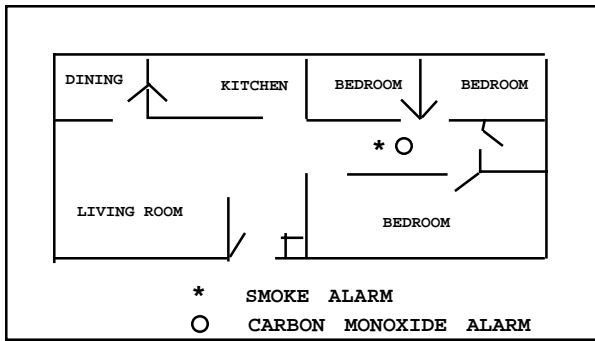 DINING KITCHEN BEDROOM BEDROOM
LIVING ROOM
BEDROOM
* SMOKE ALARM
CARBON MONOXIDE ALARM